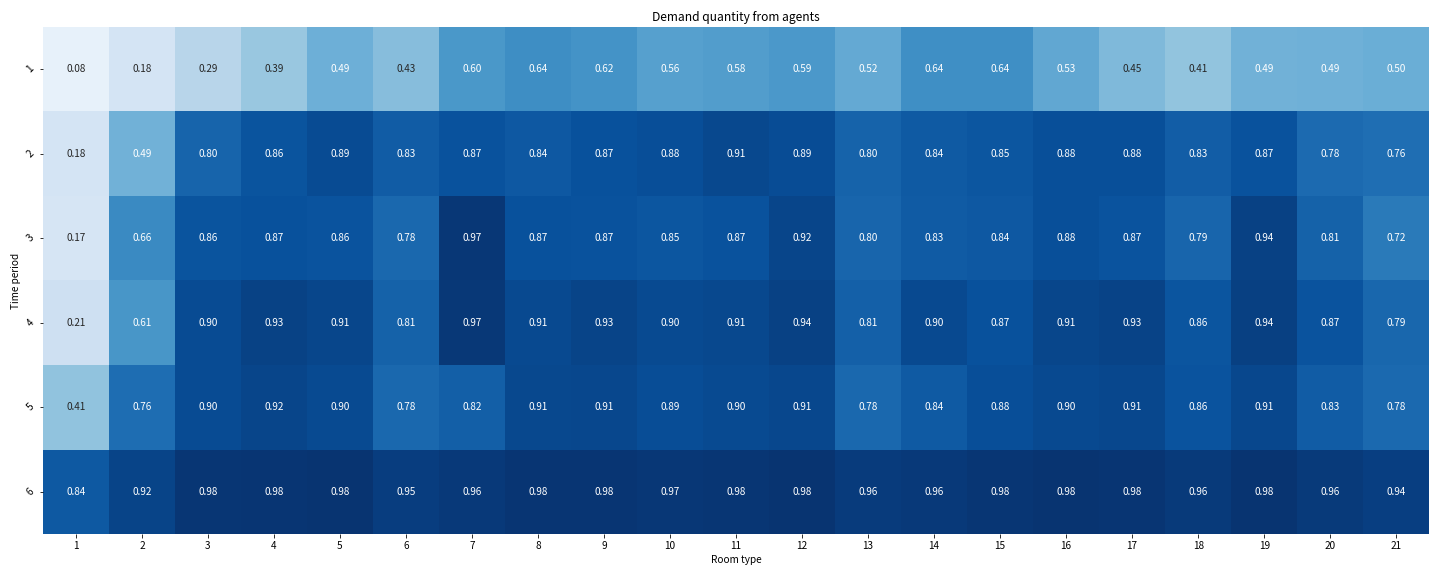 Demand quantity from agents
1 0.08 0.18 0.29 0.39 0.49 0.43 0.60 0.64 0.62 0.56 0.58 0.59 0.52 0.64 0.64 0.53 0.45 0.41 0.49 0.49 0.50
2 0.18 0.49 0.80 0.86 0.89 0.83 0.87 0.84 0.87 0.88 0.91 0.89 0.80 0.84 0.85 0.88 0.88 0.83 0.87 0.78 0.76
3 0.17 0.66 0.86 0.87 0.86 0.78 0.97 0.87 0.87 0.85 0.87 0.92 0.80 0.83 0.84 0.88 0.87 0.79 0.94 0.81 0.72
Time period
4 0.21 0.61 0.90 0.93 0.91 0.81 0.97 0.91 0.93 0.90 0.91 0.94 0.81 0.90 0.87 0.91 0.93 0.86 0.94 0.87 0.79
5 0.41 0.76 0.90 0.92 0.90 0.78 0.82 0.91 0.91 0.89 0.90 0.91 0.78 0.84 0.88 0.90 0.91 0.86 0.91 0.83 0.78
6 0.84 0.92 0.98 0.98 0.98 0.95 0.96 0.98 0.98 0.97 0.98 0.98 0.96 0.96 0.98 0.98 0.98 0.96 0.98 0.96 0.94
1 2 3 4 5 6 7 8 9 10 11 12 13 14 15 16 17 18 19 20 21
Room type